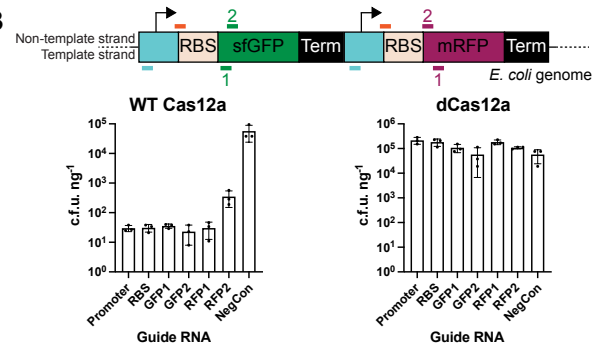 B
2 2
Non-template strand RBS sfGFP Term RBS mRFP Term
Template strand
1 1 E. coli genome
WT Cas12a dCas12a
c.f.u. ng⁻¹
10⁵
10⁴
10³
10²
10¹
10⁰
Promoter RBS GFP1 GFP2 RFP1 RFP2 NegCon
Guide RNA
c.f.u. ng⁻¹
10⁶
10⁵
10⁴
10³
10²
10¹
10⁰
Promoter RBS GFP1 GFP2 RFP1 RFP2 NegCon
Guide RNA